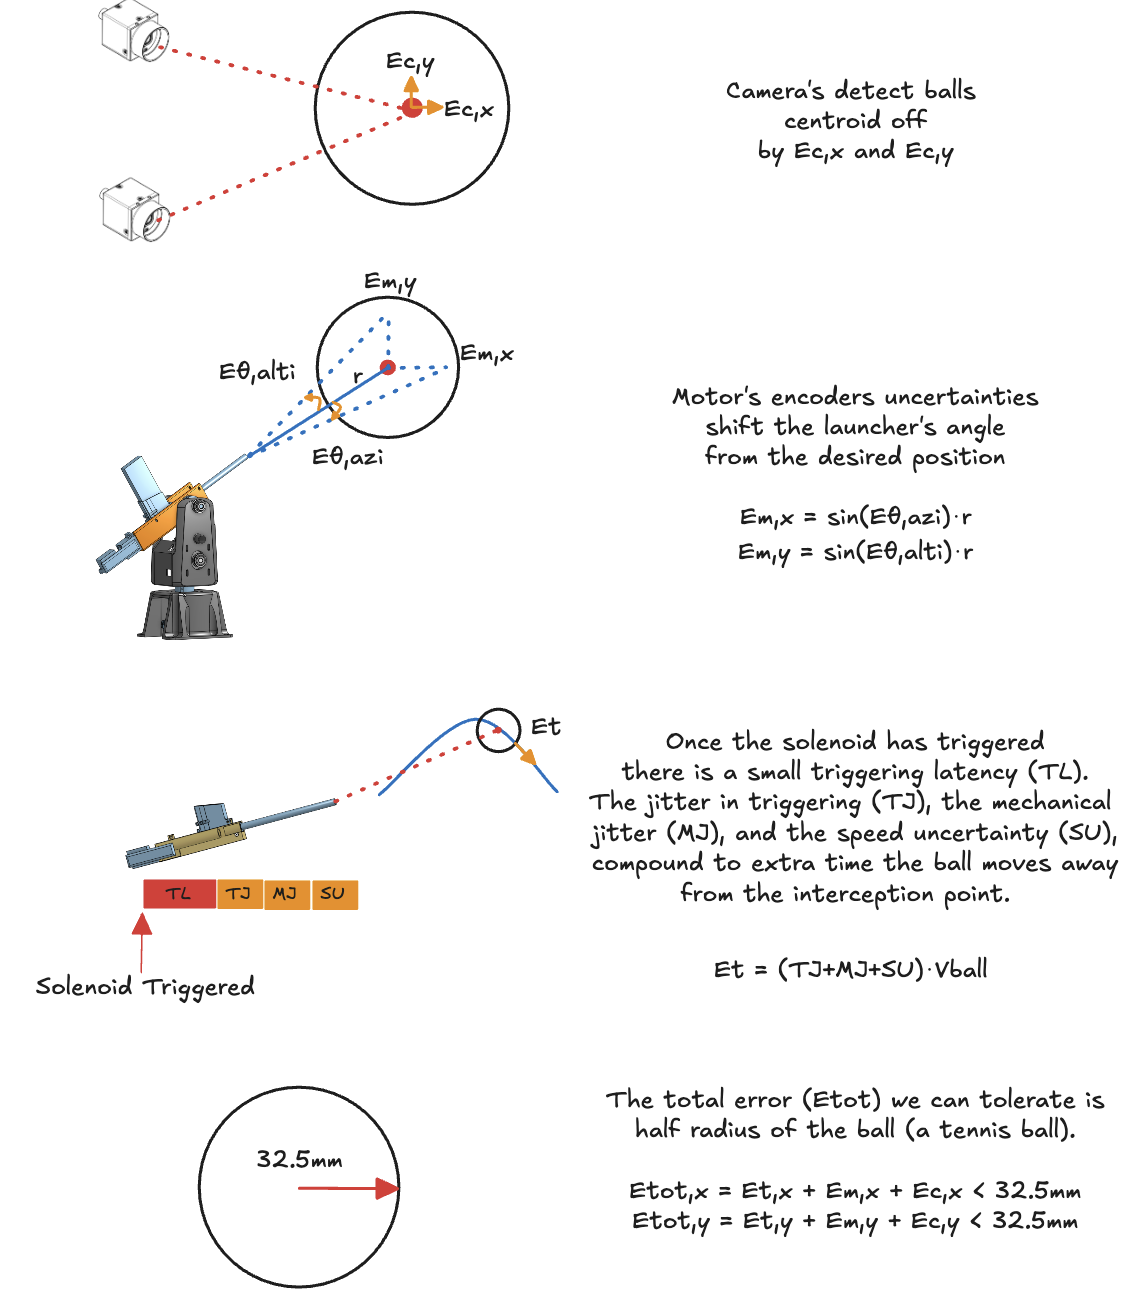 Ec,y
Ec,x
Camera's detect balls
centroid off
by Ec,x and Ec,y
Em,y
Em,x
Eθ,alti
r
Eθ,azi
Motor's encoders uncertainties
shift the launcher's angle
from the desired position
Em,x = sin(Eθ,azi)·r
Em,y = sin(Eθ,alti)·r
Et
TL
TJ
MJ
SU
Solenoid Triggered
Once the solenoid has triggered
there is a small triggering latency (TL).
The jitter in triggering (TJ), the mechanical
jitter (MJ), and the speed uncertainty (SU),
compound to extra time the ball moves away
from the interception point.
Et = (TJ+MJ+SU)·Vball
32.5mm
The total error (Etot) we can tolerate is
half radius of the ball (a tennis ball).
Etot,x = Et,x + Em,x + Ec,x < 32.5mm
Etot,y = Et,y + Em,y + Ec,y < 32.5mm